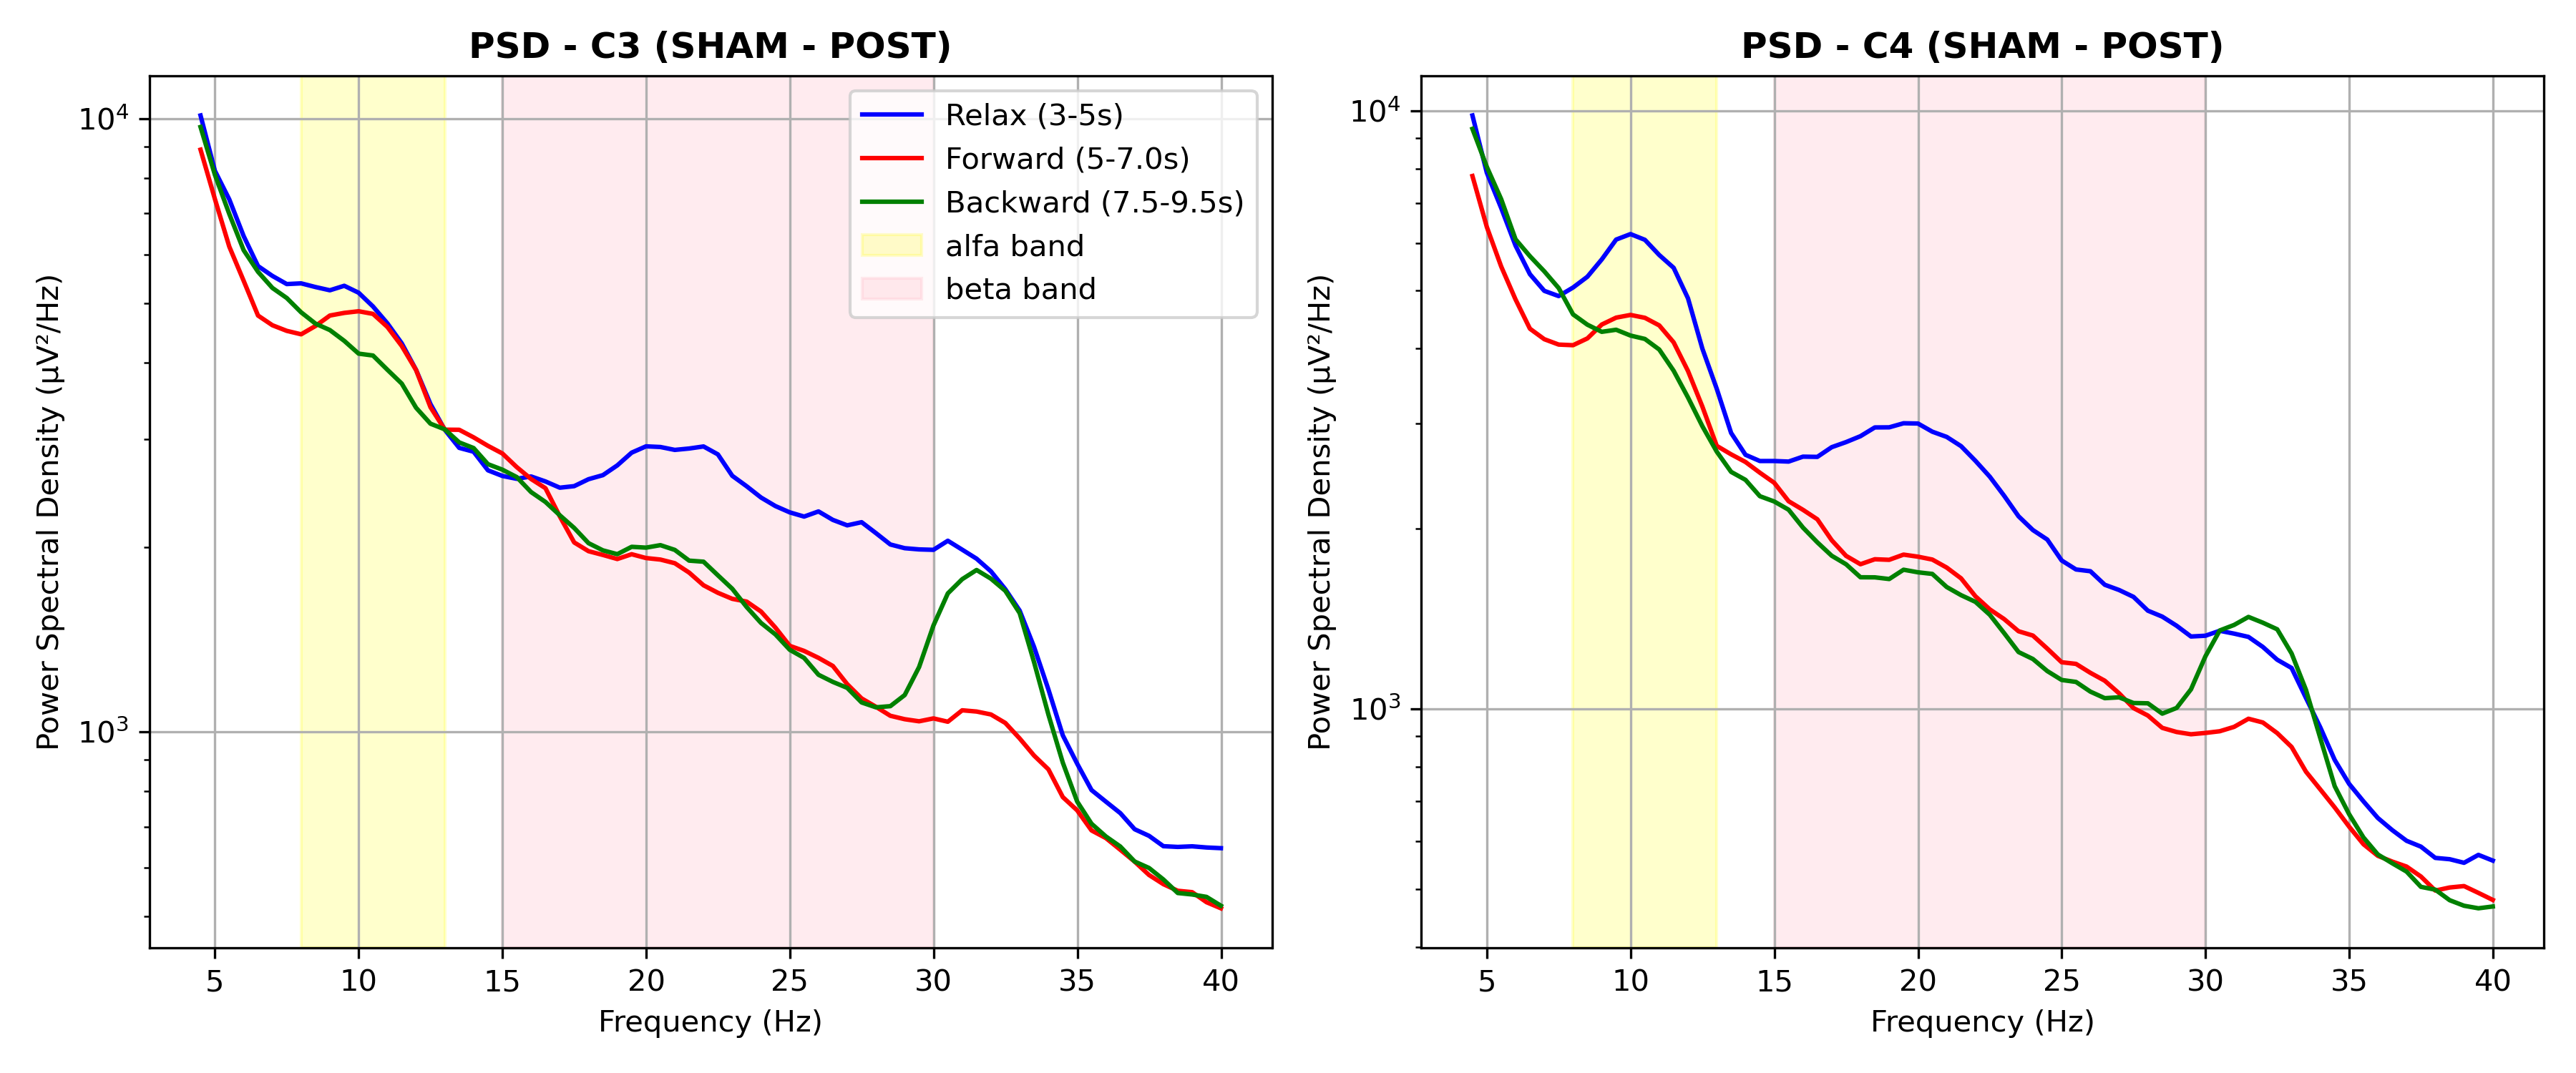 PSD - C3 (SHAM - POST)
10⁴
10³
Power Spectral Density (µV²/Hz)
Relax (3-5s)
Forward (5-7.0s)
Backward (7.5-9.5s)
alfa band
beta band
5 10 15 20 25 30 35 40
Frequency (Hz)
PSD - C4 (SHAM - POST)
10⁴
10³
Power Spectral Density (µV²/Hz)
5 10 15 20 25 30 35 40
Frequency (Hz)